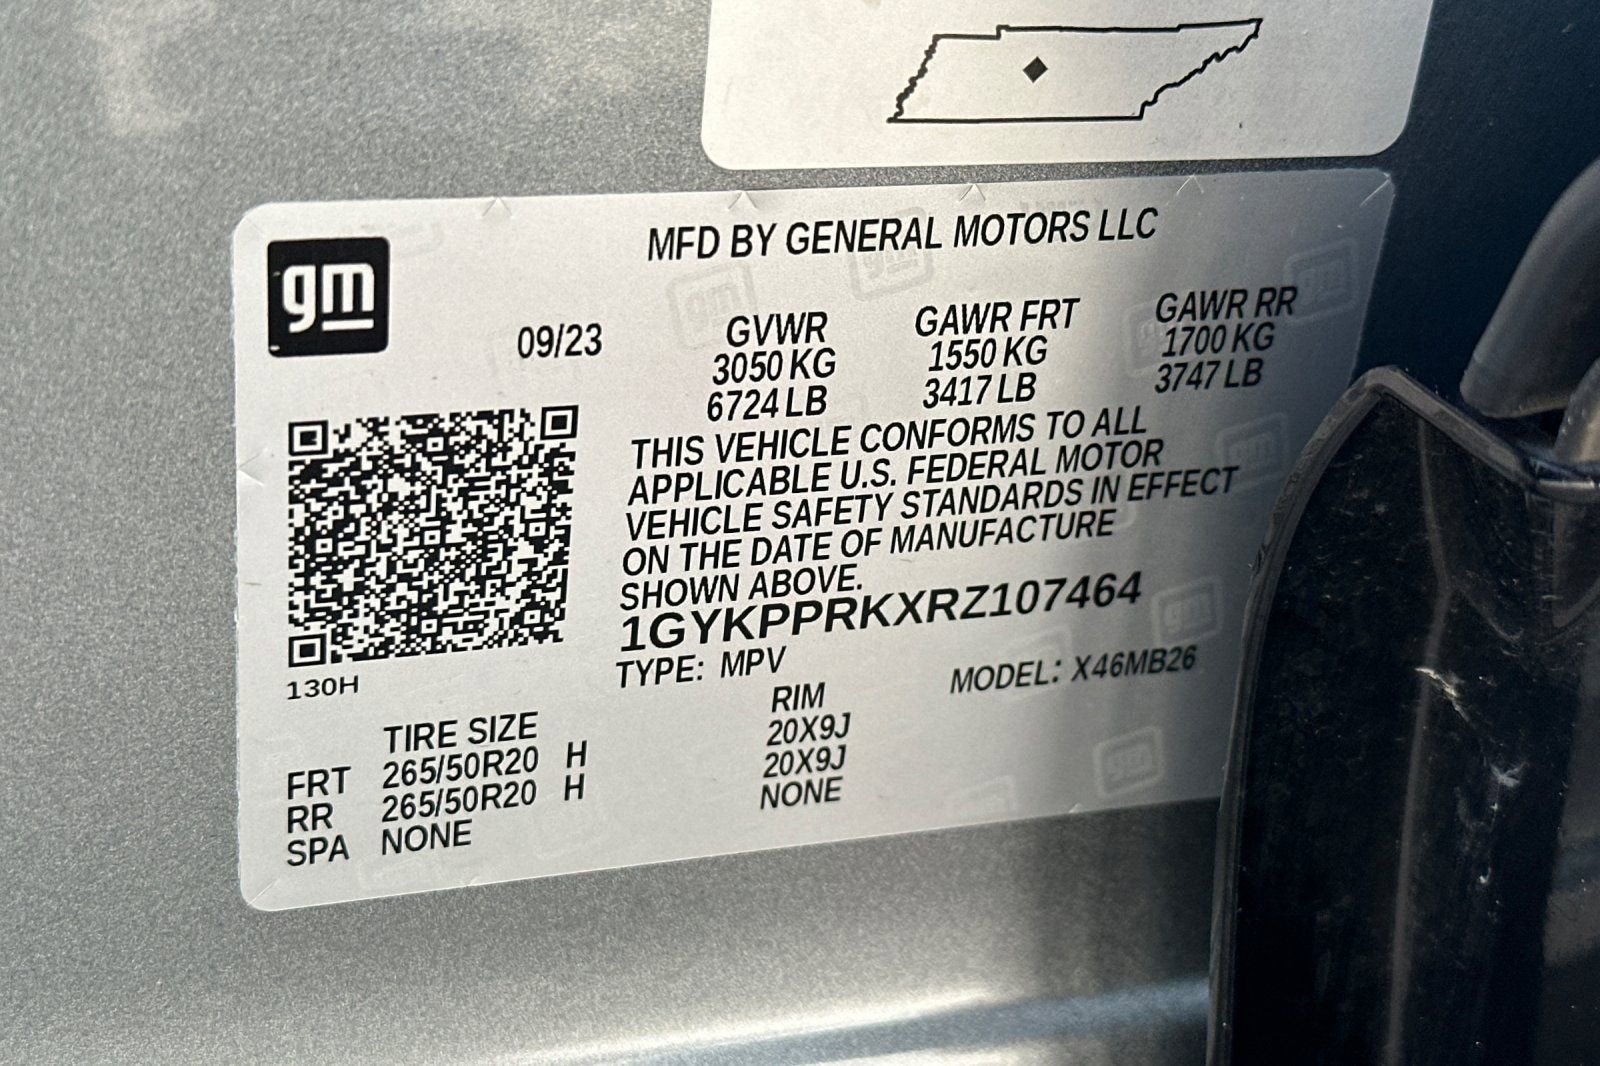 gm
MFD BY GENERAL MOTORS LLC
09/23
GVWR GAWR FRT GAWR RR
3050 KG 1550 KG 1700 KG
6724 LB 3417 LB 3747 LB
THIS VEHICLE CONFORMS TO ALL
APPLICABLE U.S. FEDERAL MOTOR
VEHICLE SAFETY STANDARDS IN EFFECT
ON THE DATE OF MANUFACTURE
SHOWN ABOVE.
1GYKPPRKXRZ107464
TYPE: MPV MODEL: X46MB26
130H
TIRE SIZE RIM
FRT 265/50R20 H 20X9J
RR 265/50R20 H 20X9J
SPA NONE NONE